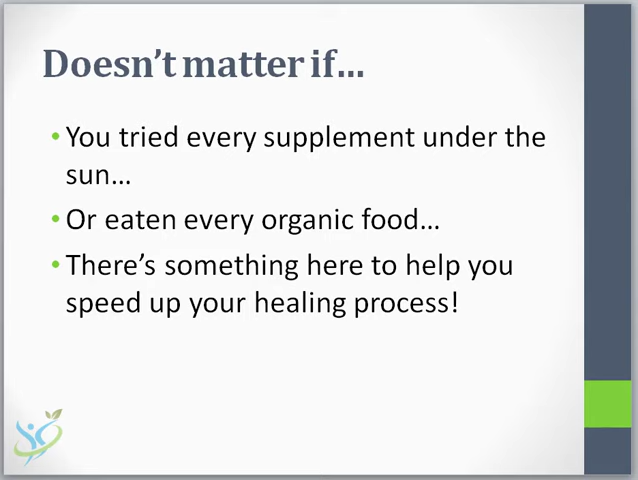 Doesn’t matter if…
• You tried every supplement under the
sun…
• Or eaten every organic food…
• There’s something here to help you
speed up your healing process!